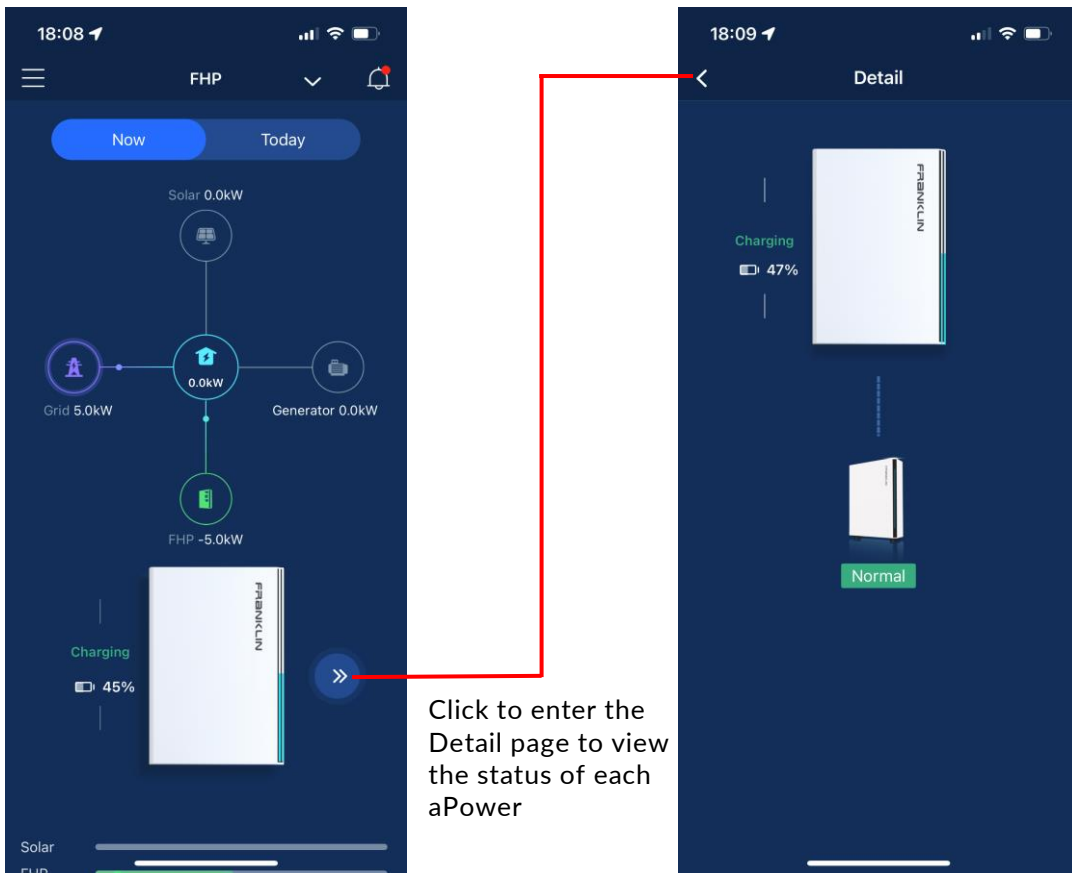 18:08
FHP
Now
Today
Solar 0.0kW
0.0kW
Grid 5.0kW
Generator 0.0kW
FHP -5.0kW
FRANKLIN
Charging
45%
Solar
FHP
Click to enter the
Detail page to view
the status of each
aPower
18:09
Detail
FRANKLIN
Charging
47%
Normal